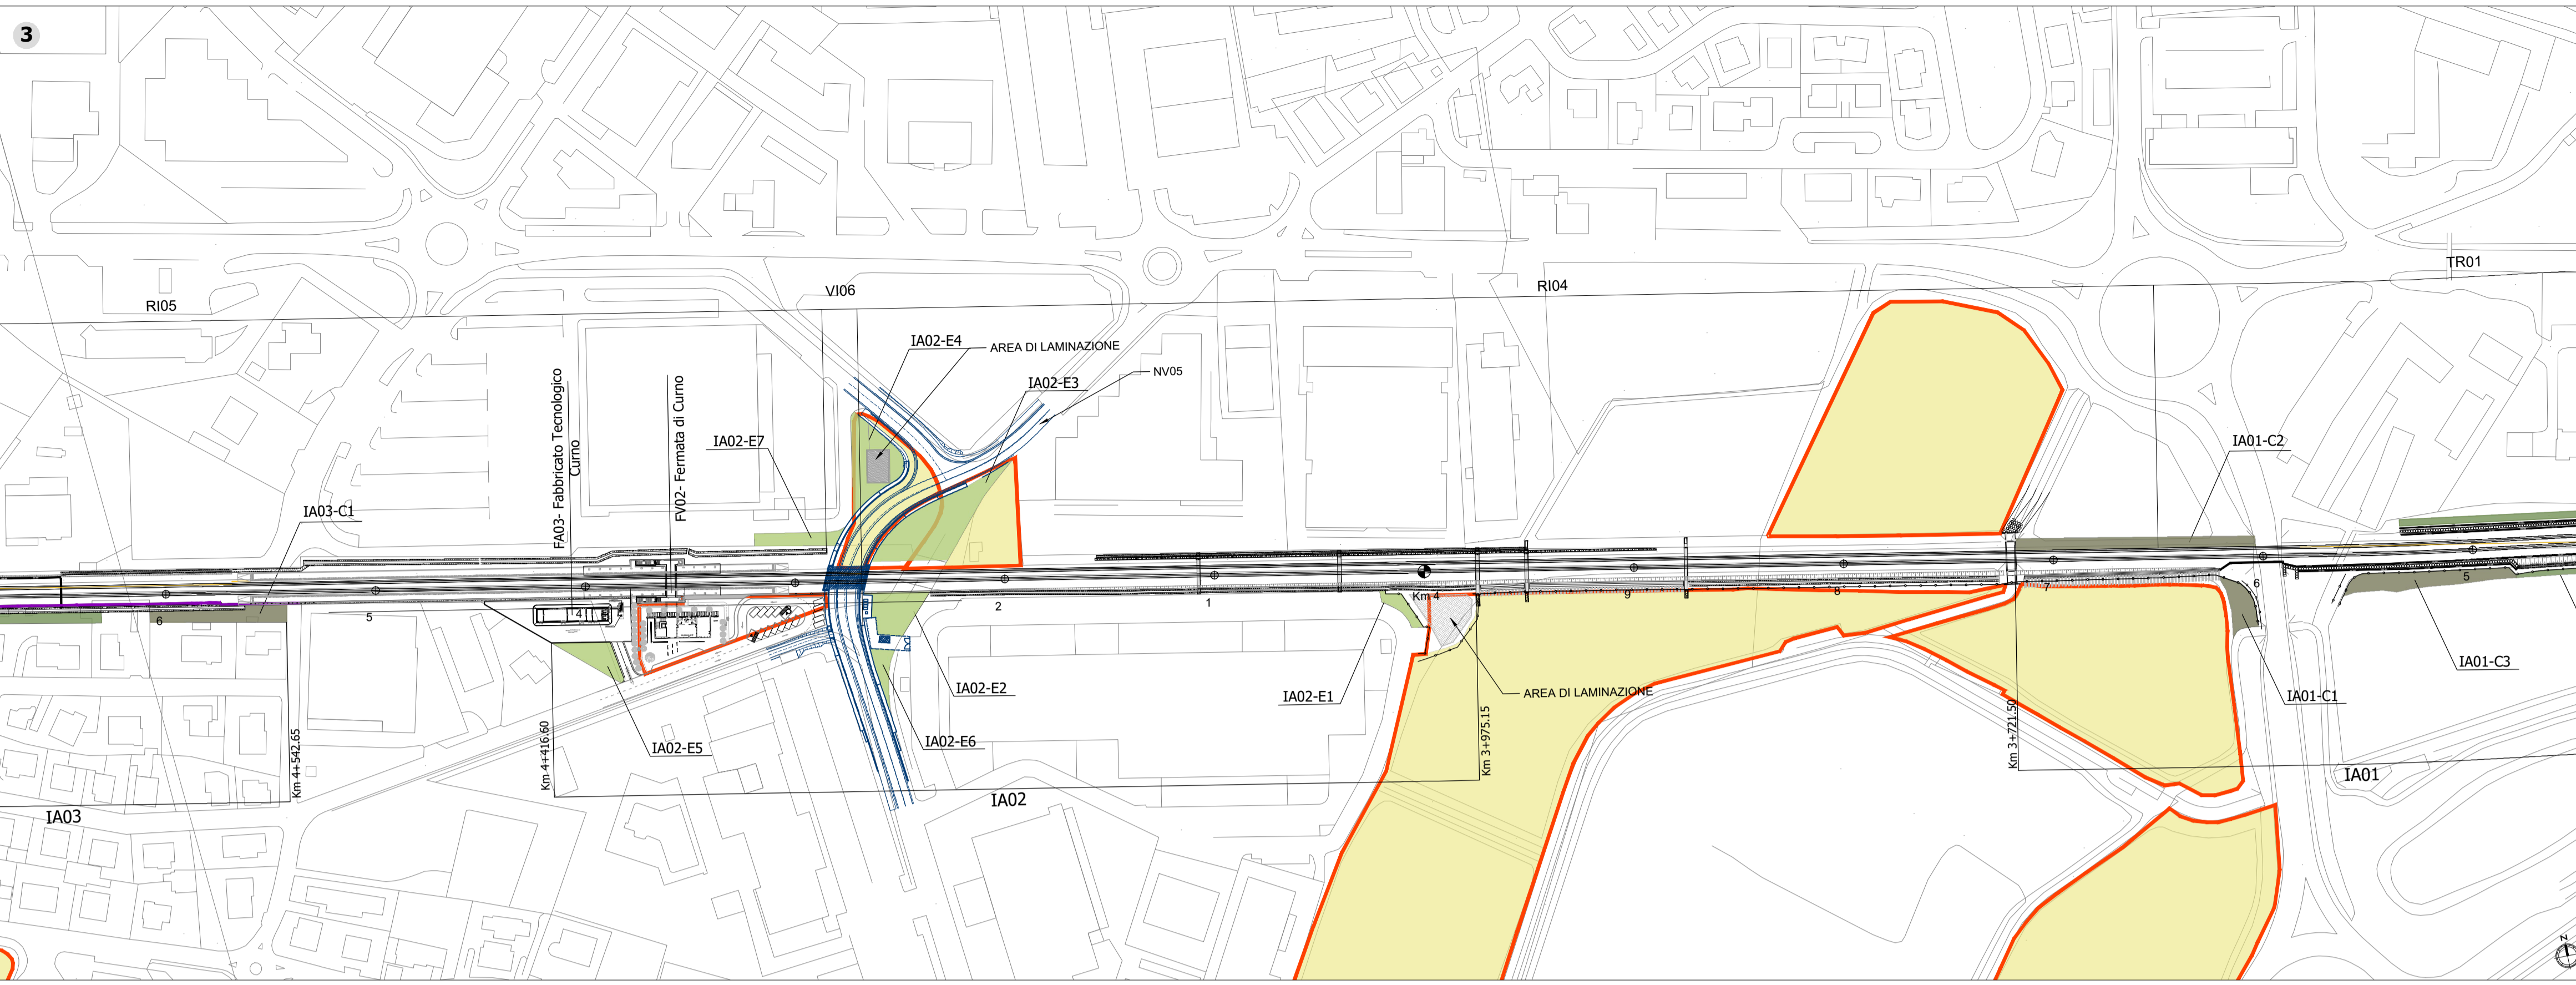 3
TR01
RI04
VI06
RI05
IA02-E4
AREA DI LAMINAZIONE
NV05
IA02-E3
FA03- Fabbricato Tecnologico
Curno
FV02- Fermata di Curno
IA02-E7
IA01-C2
IA03-C1
6
5
4
3
2
1
Km 4
9
8
7
6
5
IA01-C3
IA02-E2
IA02-E1
AREA DI LAMINAZIONE
IA01-C1
IA02-E5
IA02-E6
Km 4+542.65
Km 4+416.60
Km 3+975.15
Km 3+721.50
IA03
IA02
IA01
N